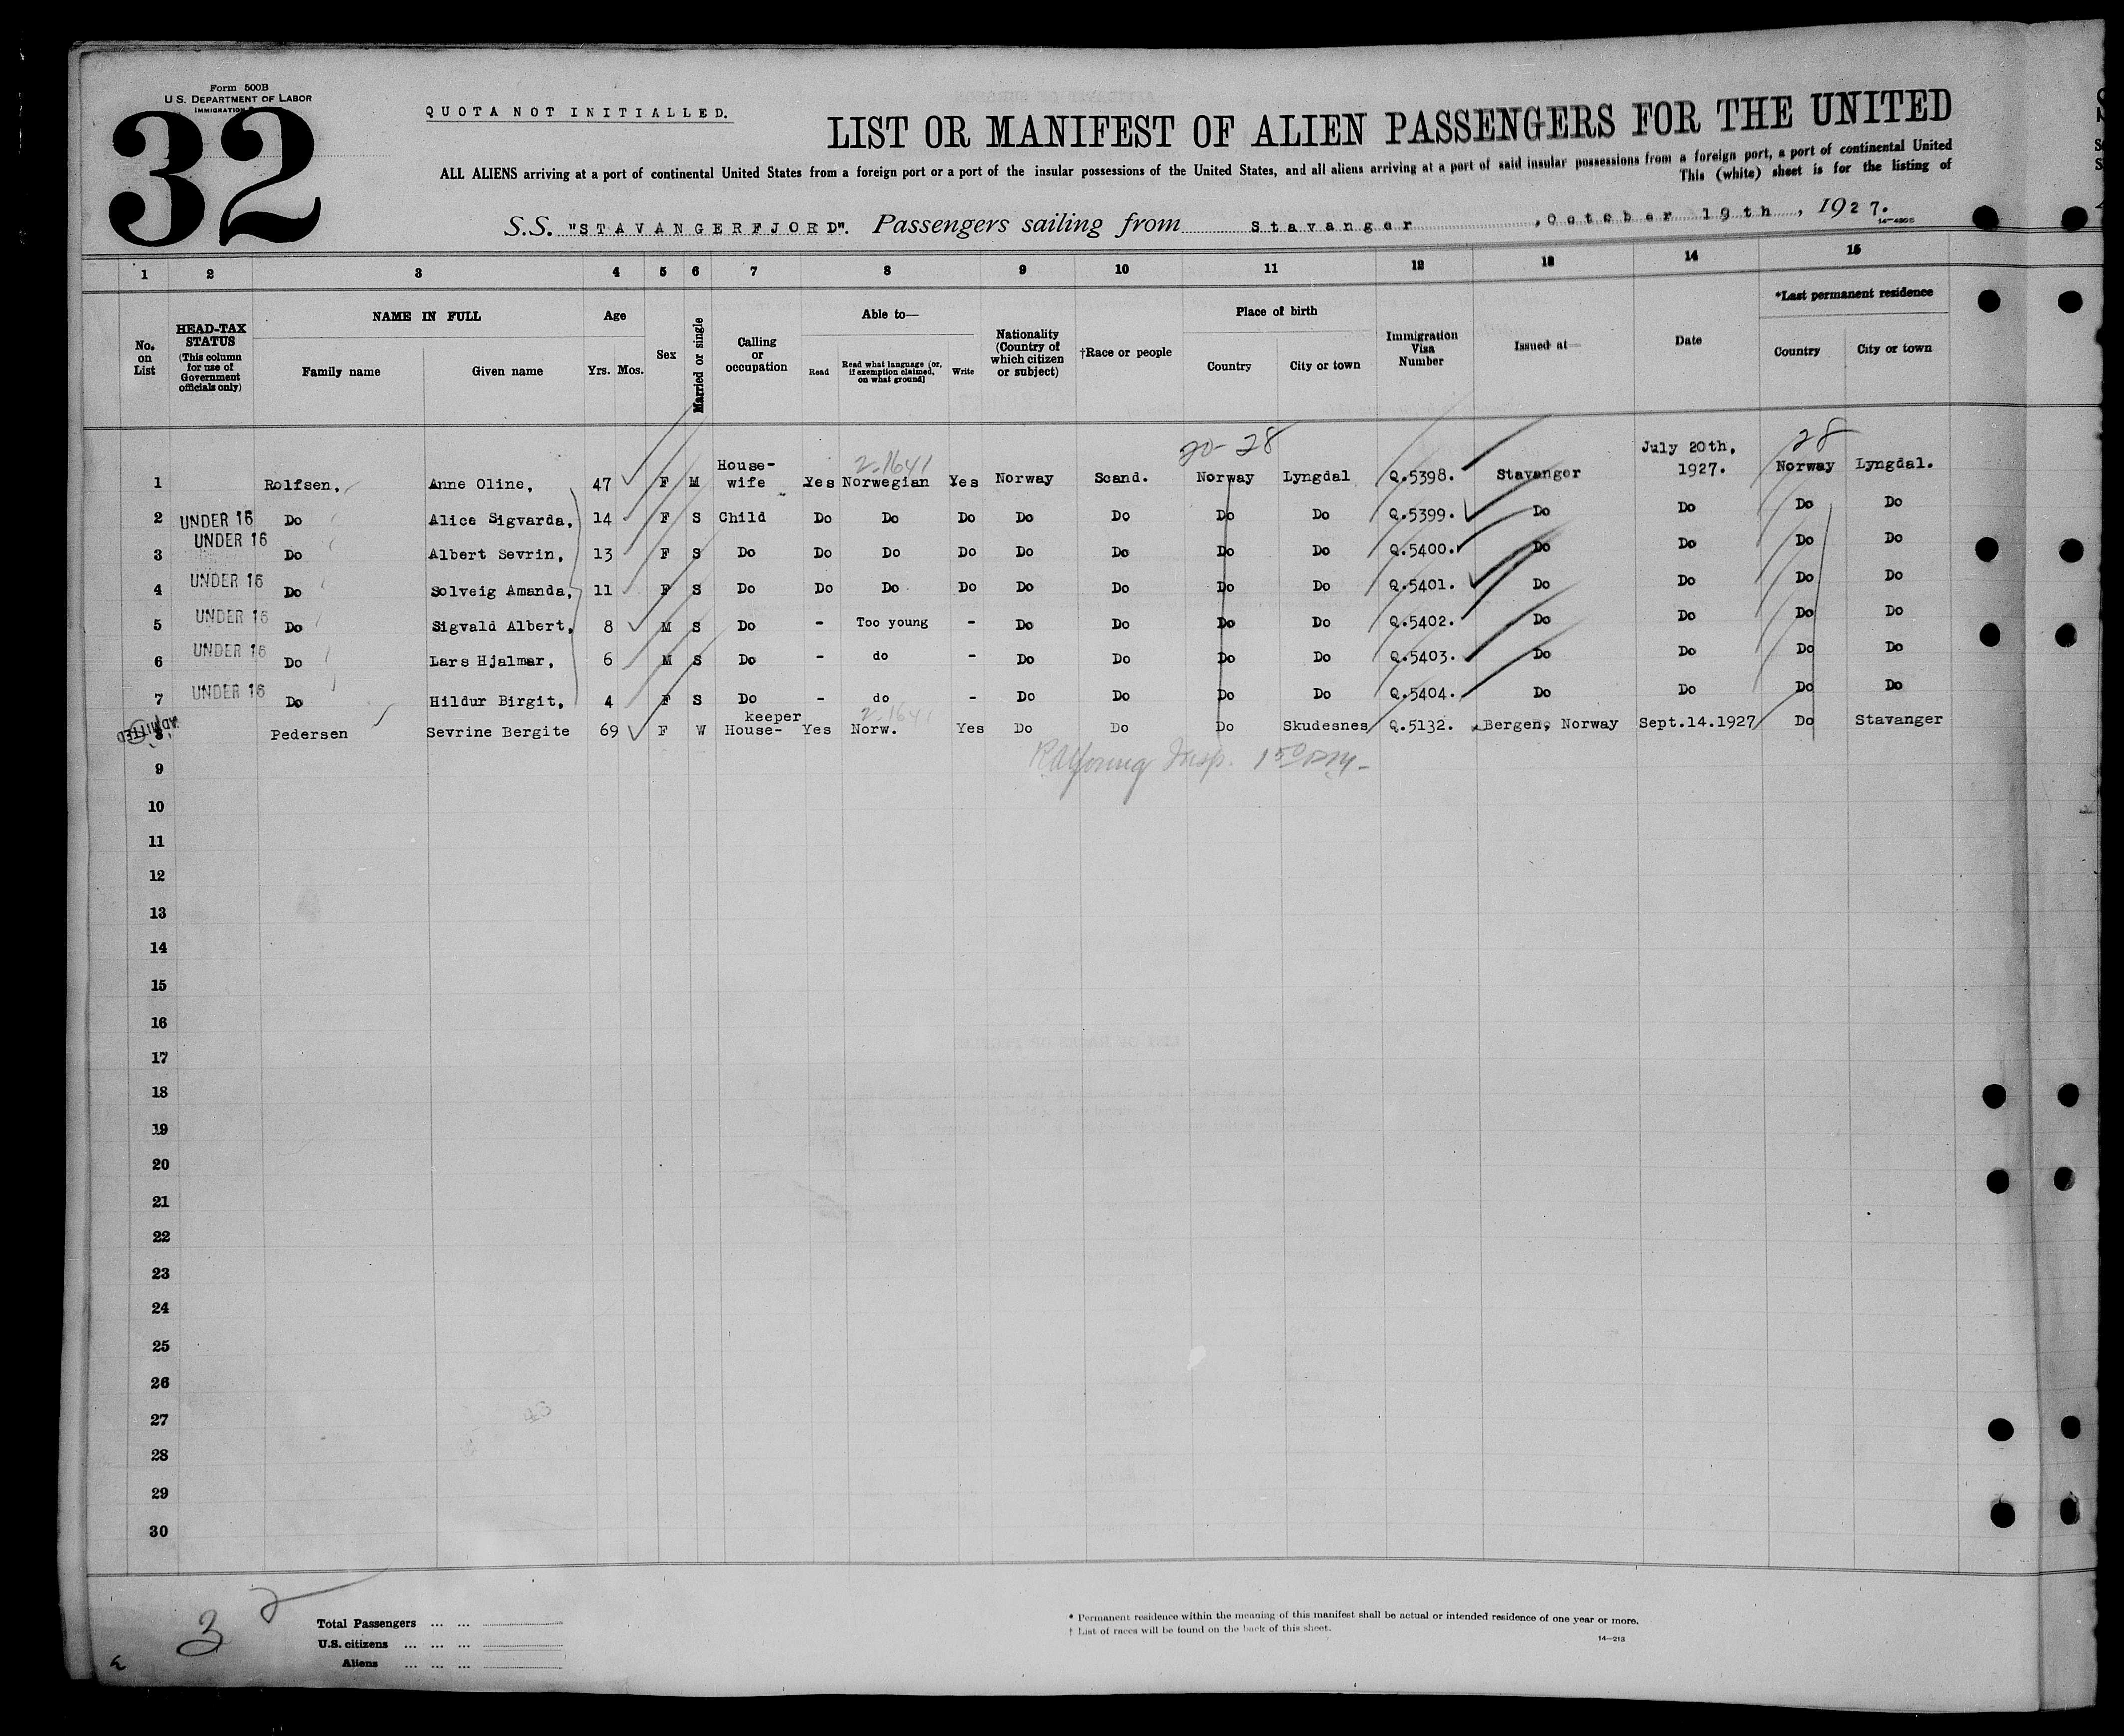 Form 500B
U.S. DEPARTMENT OF LABOR
IMMIGRATION
32
QUOTA NOT INITIALLED.
LIST OR MANIFEST OF ALIEN PASSENGERS FOR THE UNITED
ALL ALIENS arriving at a port of continental United States from a foreign port or a port of the insular possessions of the United States, and all aliens arriving at a port of said insular possessions from a foreign port, a port of continental United
This (white) sheet is for the listing of
S.S. "STAVANGERFJORD". Passengers sailing from Stavanger, October 19th, 1927.
1 2 3 4 5 6 7 8 9 10 11 12 13 14 15
No. on List
HEAD-TAX STATUS (This column for use of Government officials only)
NAME IN FULL
Family name Given name
Age
Yrs. Mos.
Sex
Married or single
Calling or occupation
Able to—
Read Read what language (or, if exemption claimed, on what ground) Write
Nationality (Country of which citizen or subject)
†Race or people
Place of birth
Country City or town
Immigration Visa Number
Issued at—
Date
*Last permanent residence
Country City or town
2-1641 20-28 28
1 Rolfsen, Anne Oline, 47 F M House-wife Yes Norwegian Yes Norway Scand. Norway Lyngdal Q.5398. Stavanger July 20th, 1927. Norway Lyngdal.
2 UNDER 16 Do Alice Sigvarda, 14 F S Child Do Do Do Do Do Do Do Q.5399. Do Do Do Do
3 UNDER 16 Do Albert Sevrin, 13 F S Do Do Do Do Do Do Do Do Q.5400. Do Do Do Do
4 UNDER 16 Do Solveig Amanda, 11 F S Do Do Do Do Do Do Do Do Q.5401. Do Do Do Do
5 UNDER 16 Do Sigvald Albert, 8 M S Do - Too young - Do Do Do Do Q.5402. Do Do Do Do
6 UNDER 16 Do Lars Hjalmar, 6 M S Do - do - Do Do Do Do Q.5403. Do Do Do Do
7 UNDER 16 Do Hildur Birgit, 4 F S Do - do - Do Do Do Do Q.5404. Do Do Do Do
2-1641
ADMITTED
8 Pedersen Sevrine Bergite 69 F W House-keeper Yes Norw. Yes Do Do Do Skudesnes Q.5132. Bergen, Norway Sept.14.1927 Do Stavanger
9
10
11
12
13
14
15
16
17
18
19
20
21
22
23
24
25
26
27
28
29
30
3 2
Total Passengers ... ...
U.S. citizens ... ... ...
Aliens ... ... ...
* Permanent residence within the meaning of this manifest shall be actual or intended residence of one year or more.
† List of races will be found on the back of this sheet.
14—213